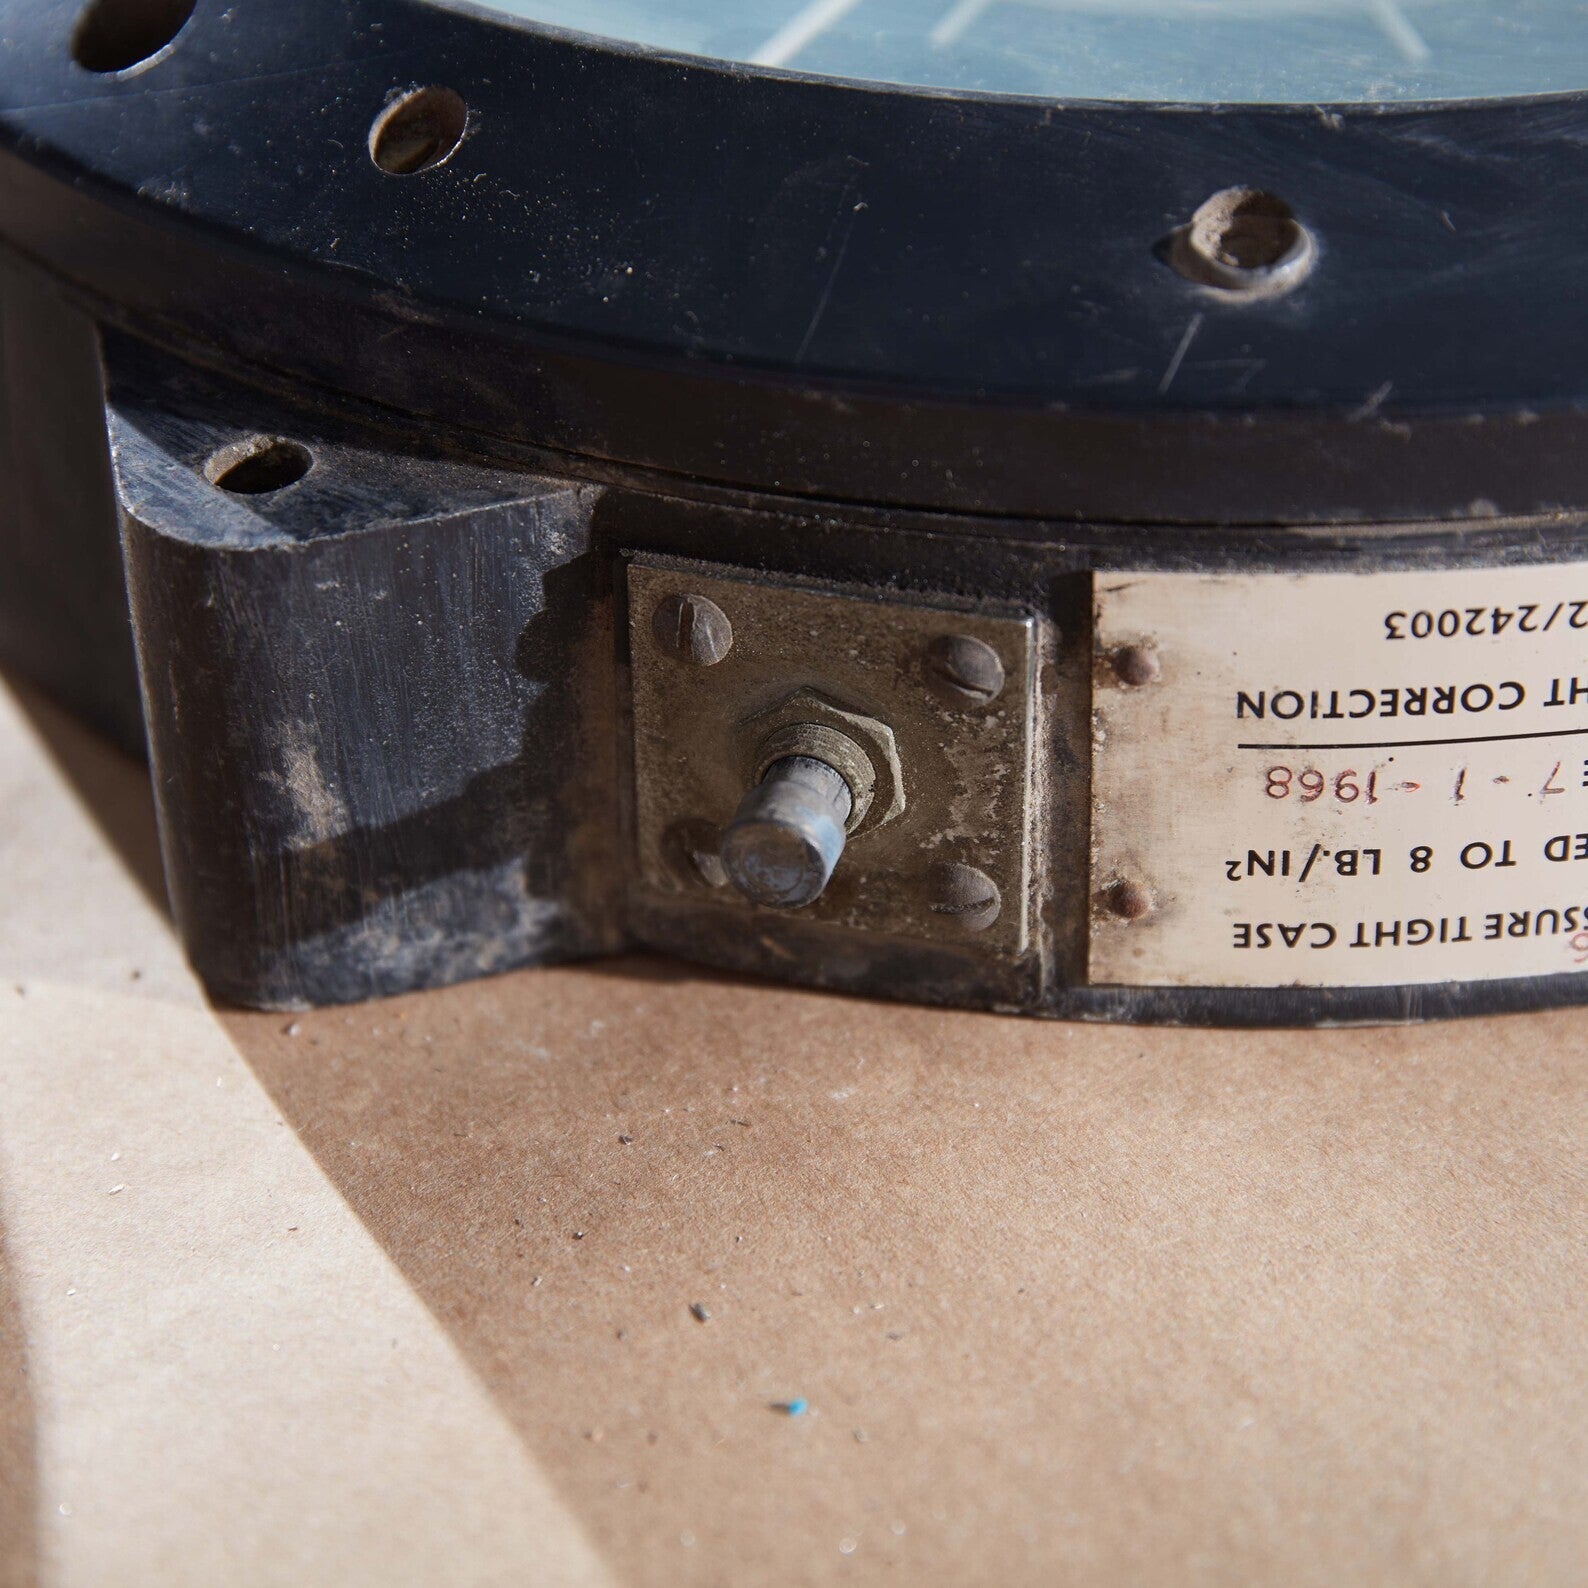 SSURE TIGHT CASE
ED TO 8 LB./IN²
E 7 - 1 - 1968
HT CORRECTION
2/242003